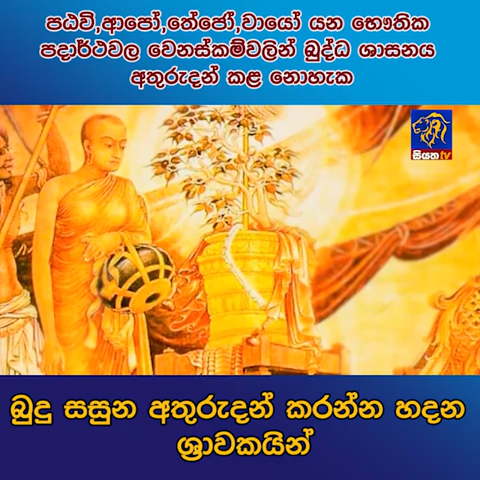 පඨවි,ආපෝ,තේජෝ,වායෝ යන භෞතික
පදාර්ථවල වෙනස්කම්වලින් බුද්ධ ශාසනය
අතුරුදන් කළ නොහැක
සියත tv
බුදු සසුන අතුරුදන් කරන්න හදන
ශ්‍රාවකයින්